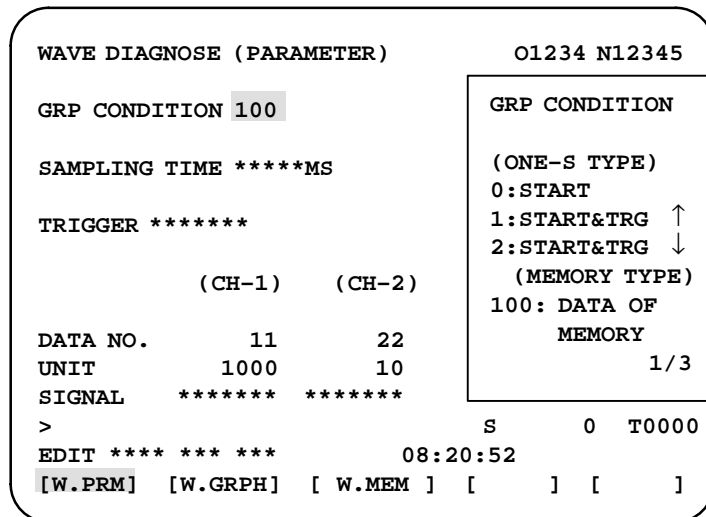 WAVE DIAGNOSE (PARAMETER) O1234 N12345
GRP CONDITION 100
SAMPLING TIME *****MS
TRIGGER *******
(CH–1) (CH–2)
DATA NO. 11 22
UNIT 1000 10
SIGNAL ******* *******
GRP CONDITION
(ONE–S TYPE)
0:START
1:START&TRG ↑
2:START&TRG ↓
(MEMORY TYPE)
100: DATA OF
MEMORY
1/3
> S 0 T0000
EDIT **** *** *** 08:20:52
[W.PRM] [W.GRPH] [ W.MEM ] [ ] [ ]